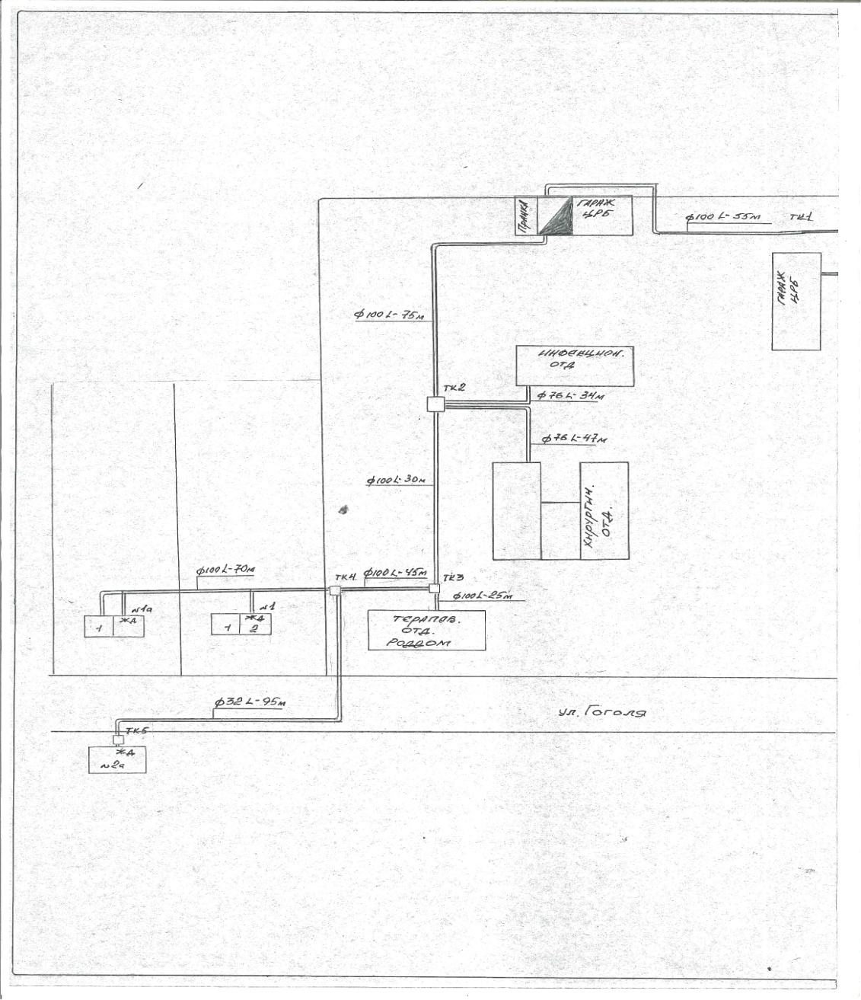 Прачка
ГАРАЖ
ЦРБ
ф100 L-55м
ТК1
ГАРАЖ
ЦРБ
ф100 L-75м
ИНФЕКЦИОН.
ОТД
ТК2
ф76 L-34м
ф76 L-47м
ф100 L-30м
ХИРУРГИЧ.
ОТД.
ф100 L-70м
ТК4
ф100 L-45м
ТК3
ф100 L-25м
№1а
1
ЖД
№1
1
ЖД
2
ТЕРАПОВ.
ОТД.
РОДДОМ
ф32 L-95м
ул. Гоголя
ТК5
ЖД
№2а